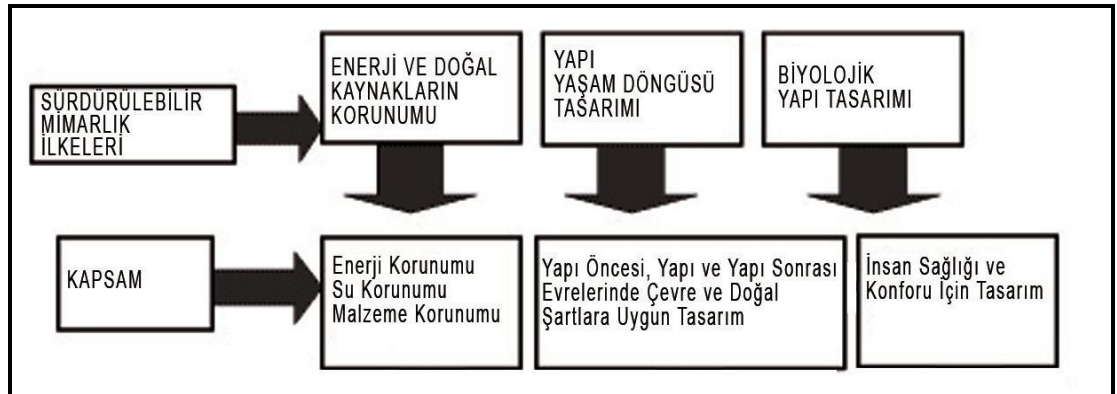 SÜRDÜRÜLEBİLİR
MİMARLIK
İLKELERİ
ENERJİ VE DOĞAL
KAYNAKLARIN
KORUNUMU
YAPI
YAŞAM DÖNGÜSÜ
TASARIMI
BİYOLOJİK
YAPI TASARIMI
KAPSAM
Enerji Korunumu
Su Korunumu
Malzeme Korunumu
Yapı Öncesi, Yapı ve Yapı Sonrası
Evrelerinde Çevre ve Doğal
Şartlara Uygun Tasarım
İnsan Sağlığı ve
Konforu İçin Tasarım